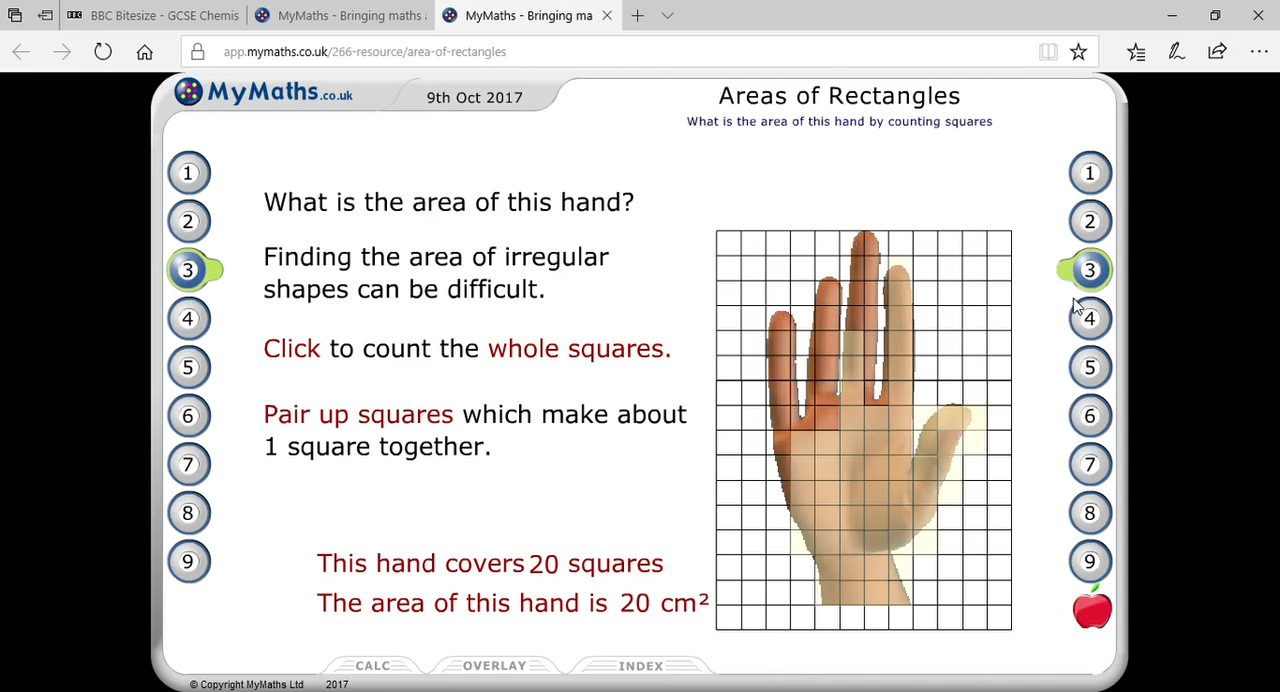 BBC BBC Bitesize - GCSE Chemis
MyMaths - Bringing maths a
MyMaths - Bringing ma
app.mymaths.co.uk/266-resource/area-of-rectangles
MyMaths.co.uk
9th Oct 2017
Areas of Rectangles
What is the area of this hand by counting squares
1
2
3
4
5
6
7
8
9
What is the area of this hand?
Finding the area of irregular
shapes can be difficult.
Click to count the whole squares.
Pair up squares which make about
1 square together.
This hand covers 20 squares
The area of this hand is 20 cm²
1
2
3
4
5
6
7
8
9
CALC
OVERLAY
INDEX
© Copyright MyMaths Ltd 2017